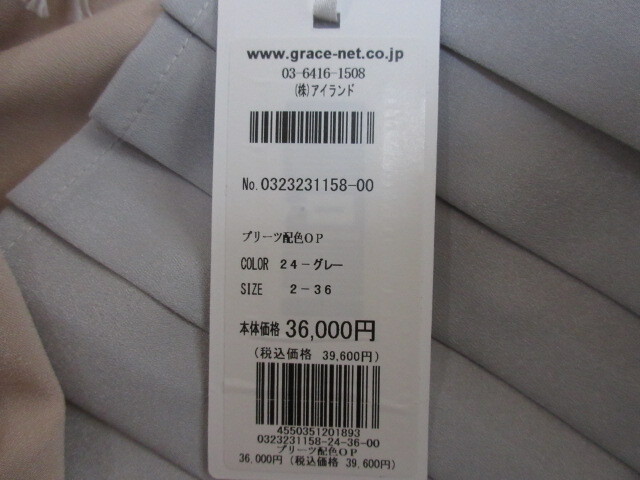 www.grace-net.co.jp
03-6416-1508
(株)アイランド
No.0323231158-00
プリーツ配色OP
COLOR 24-グレー
SIZE 2-36
本体価格 36,000円
(税込価格 39,600円)
4550351201893
0323231158-24-36-00
プリーツ配色OP
36,000円(税込価格 39,600円)